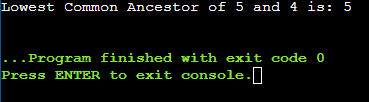 Lowest Common Ancestor of 5 and 4 is: 5
...Program finished with exit code 0
Press ENTER to exit console.